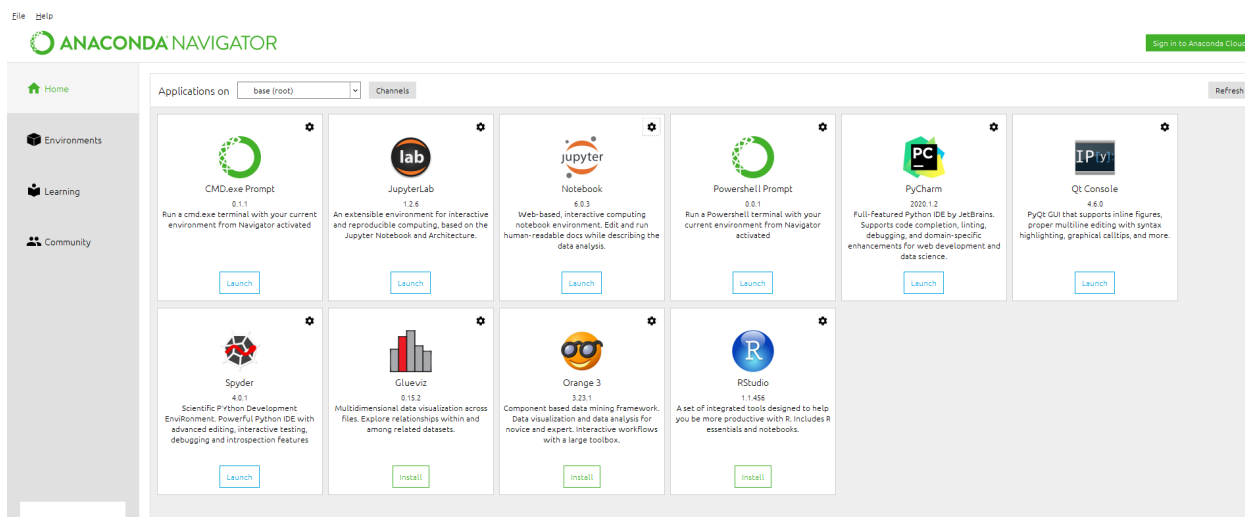 File Help
ANACONDA NAVIGATOR
Sign in to Anaconda Cloud
Home
Environments
Learning
Community
Applications on base (root) Channels Refresh
CMD.exe Prompt
0.1.1
Run a cmd.exe terminal with your current
environment from Navigator activated
Launch
lab
JupyterLab
1.2.6
An extensible environment for interactive
and reproducible computing, based on the
Jupyter Notebook and Architecture.
Launch
jupyter
Notebook
6.0.3
Web-based, interactive computing
notebook environment. Edit and run
human-readable docs while describing the
data analysis.
Launch
Powershell Prompt
0.0.1
Run a Powershell terminal with your
current environment from Navigator
activated
Launch
PC
PyCharm
2020.1.2
Full-featured Python IDE by JetBrains.
Supports code completion, linting,
debugging, and domain-specific
enhancements for web development and
data science.
Launch
IP[y]:
Qt Console
4.6.0
PyQt GUI that supports inline figures,
proper multiline editing with syntax
highlighting, graphical calltips, and more.
Launch
Spyder
4.0.1
Scientific PYthon Development
EnviRonment. Powerful Python IDE with
advanced editing, interactive testing,
debugging and introspection features
Launch
Glueviz
0.15.2
Multidimensional data visualization across
files. Explore relationships within and
among related datasets.
Install
Orange 3
3.23.1
Component based data mining framework.
Data visualization and data analysis for
novice and expert. Interactive workflows
with a large toolbox.
Install
R
RStudio
1.1.456
A set of integrated tools designed to help
you be more productive with R. Includes R
essentials and notebooks.
Install